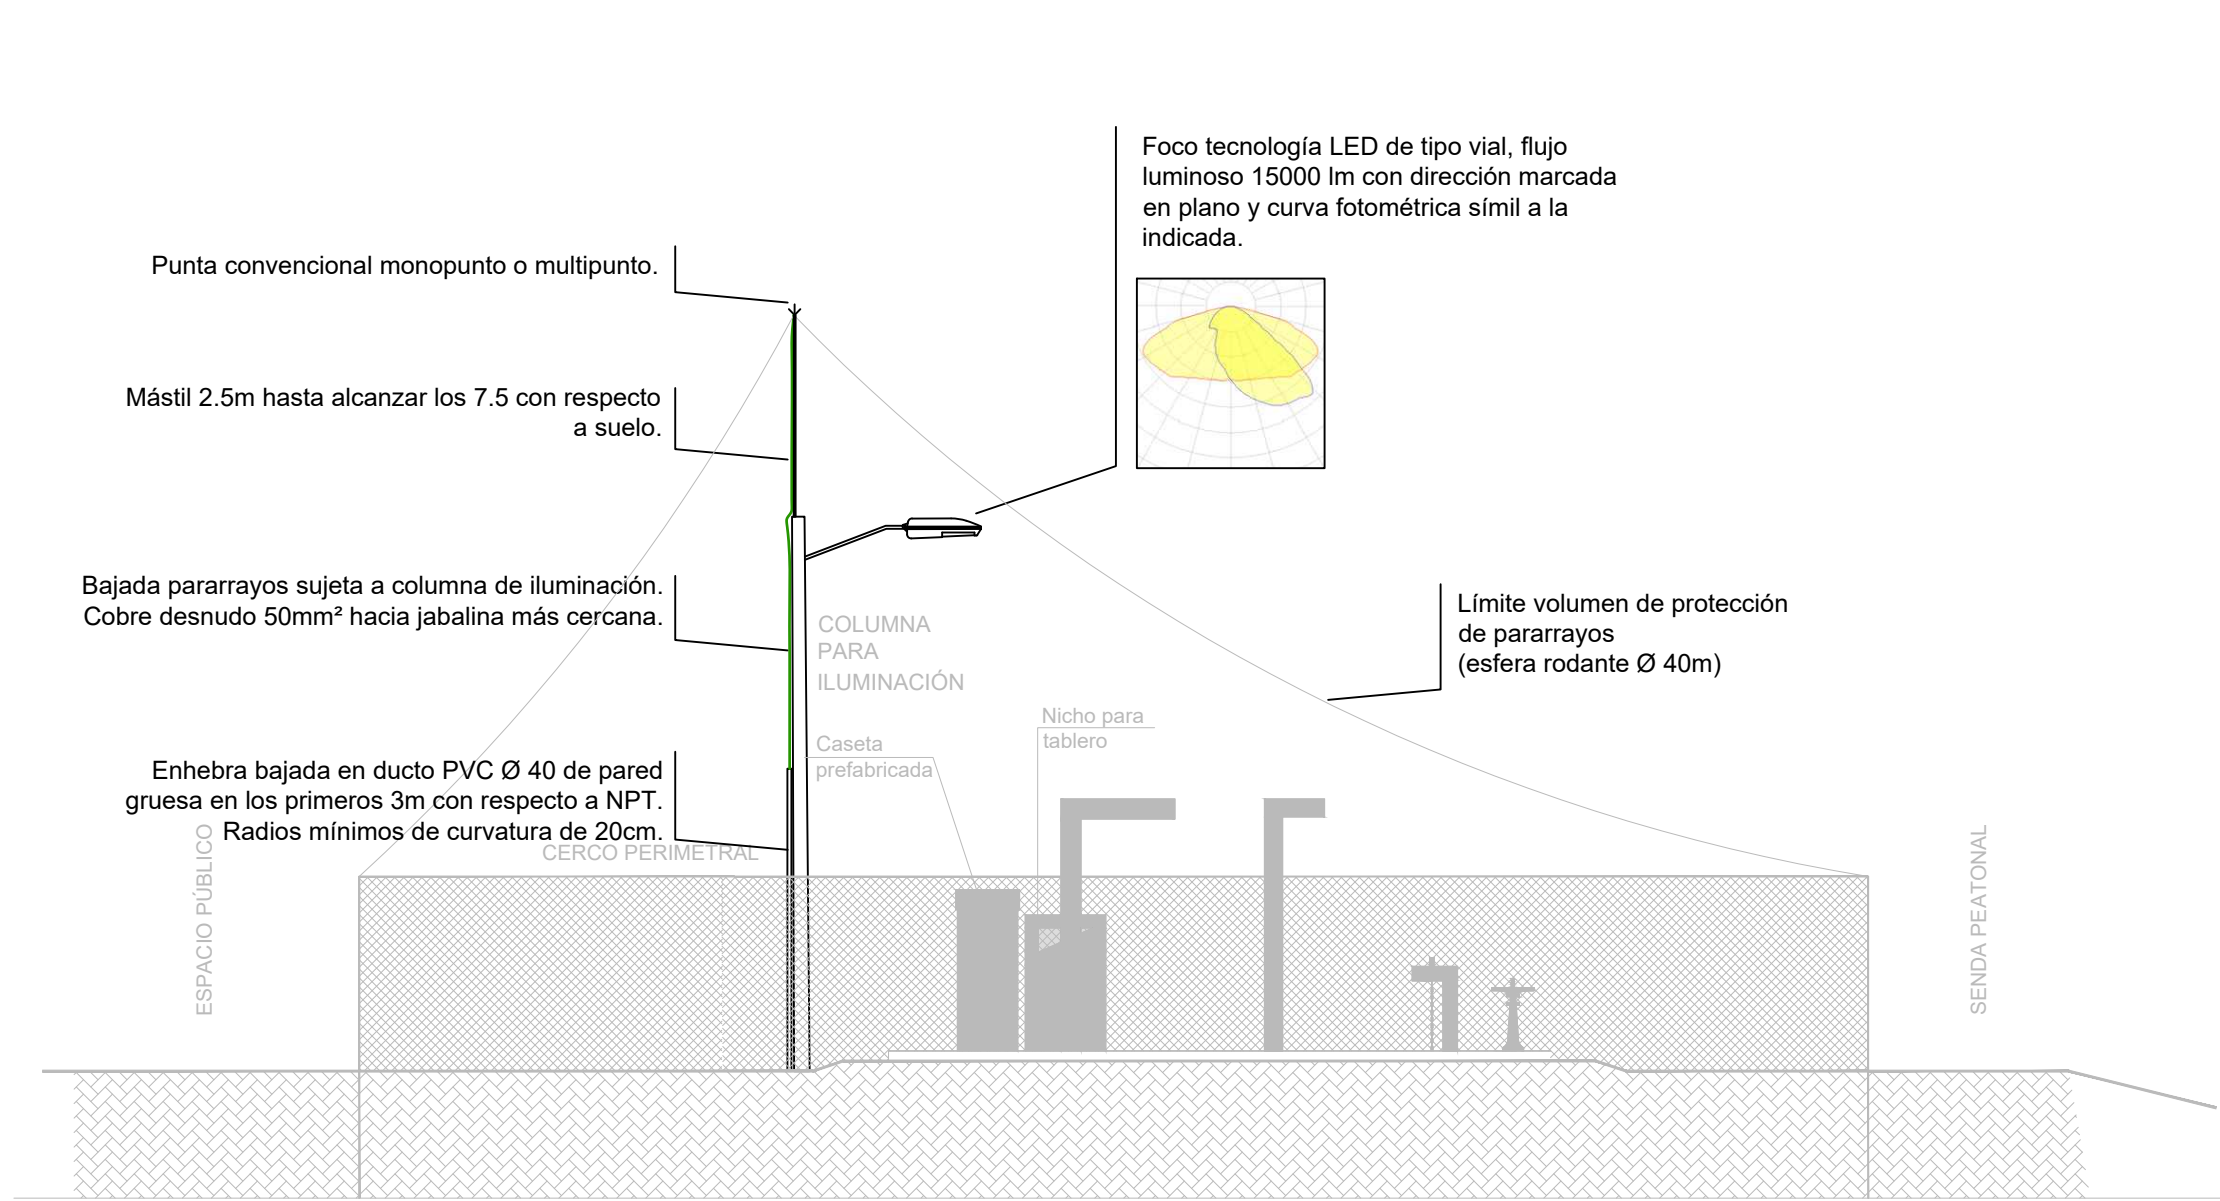 Foco tecnología LED de tipo vial, flujo
luminoso 15000 lm con dirección marcada
en plano y curva fotométrica símil a la
indicada.
Punta convencional monopunto o multipunto.
Mástil 2.5m hasta alcanzar los 7.5 con respecto
a suelo.
Bajada pararrayos sujeta a columna de iluminación.
Cobre desnudo 50mm² hacia jabalina más cercana.
COLUMNA
PARA
ILUMINACIÓN
Límite volumen de protección
de pararrayos
(esfera rodante Ø 40m)
Nicho para
tablero
Caseta
prefabricada
Enhebra bajada en ducto PVC Ø 40 de pared
gruesa en los primeros 3m con respecto a NPT.
Radios mínimos de curvatura de 20cm.
CERCO PERIMETRAL
ESPACIO PÚBLICO
SENDA PEATONAL